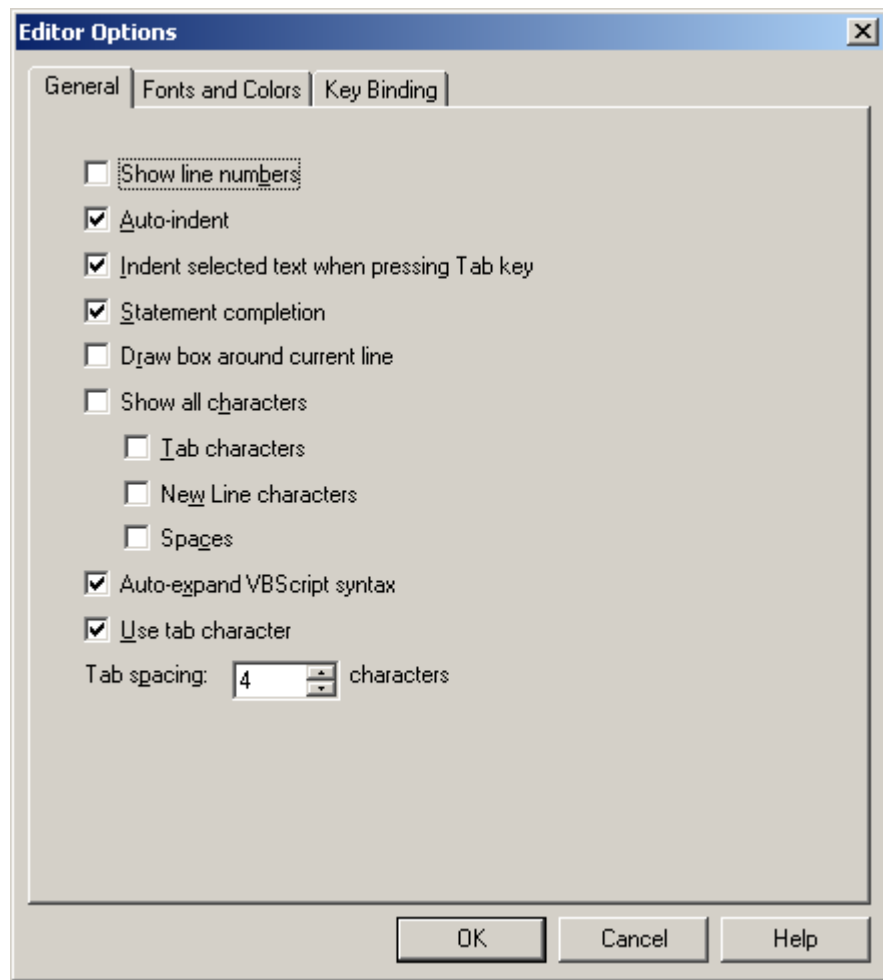 Editor Options
General Fonts and Colors Key Binding
Show line numbers
Auto-indent
Indent selected text when pressing Tab key
Statement completion
Draw box around current line
Show all characters
Tab characters
New Line characters
Spaces
Auto-expand VBScript syntax
Use tab character
Tab spacing: 4 characters
OK Cancel Help